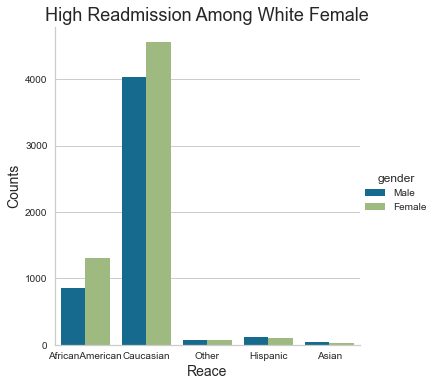 High Readmission Among White Female
Counts
4000
3000
2000
1000
0
AfricanAmerican Caucasian Other Hispanic Asian
Reace
gender
Male
Female